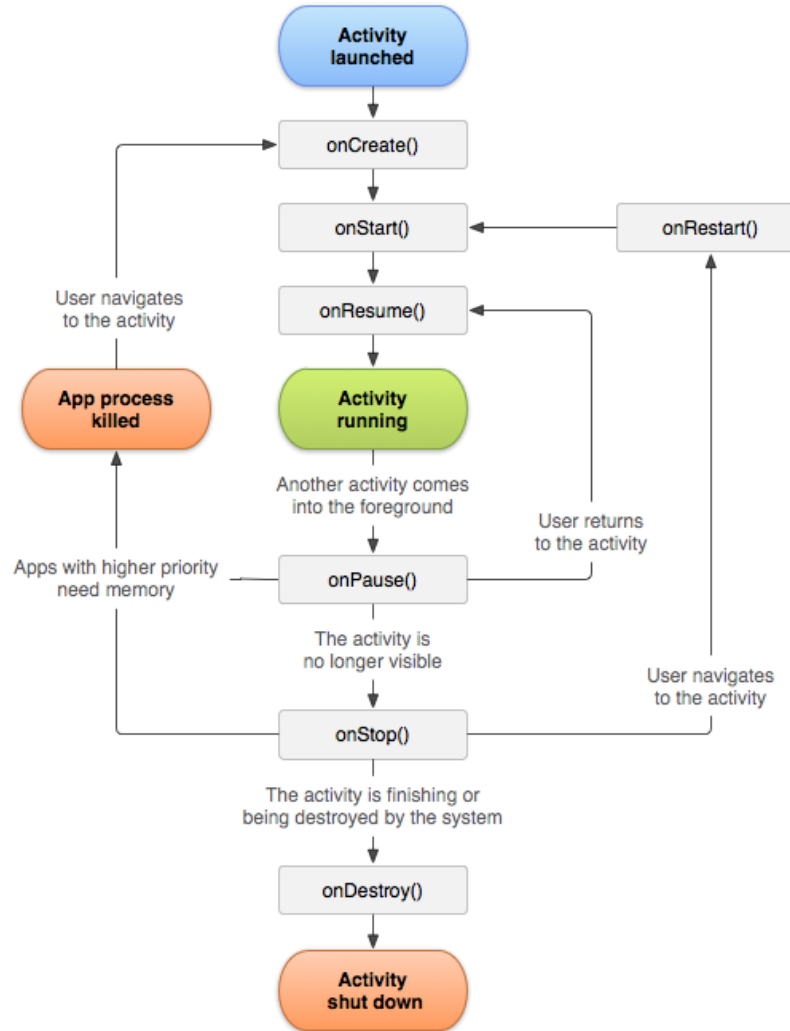 Activity
launched
onCreate()
onStart()
onRestart()
User navigates
to the activity
onResume()
App process
killed
Activity
running
Another activity comes
into the foreground
User returns
to the activity
Apps with higher priority
need memory
onPause()
The activity is
no longer visible
User navigates
to the activity
onStop()
The activity is finishing or
being destroyed by the system
onDestroy()
Activity
shut down